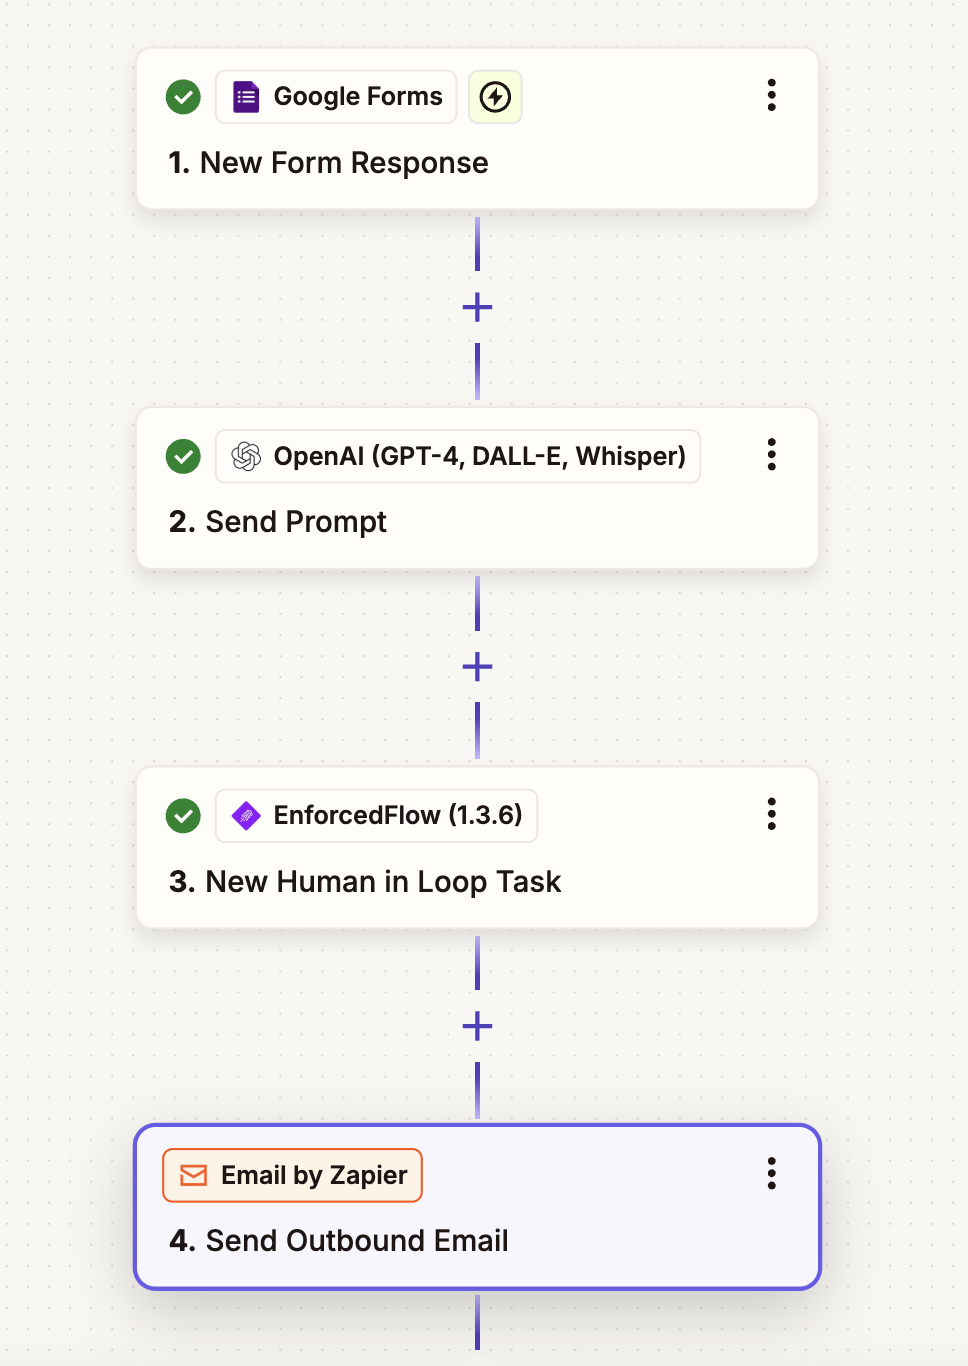 Google Forms
1. New Form Response
OpenAI (GPT-4, DALL-E, Whisper)
2. Send Prompt
EnforcedFlow (1.3.6)
3. New Human in Loop Task
Email by Zapier
4. Send Outbound Email